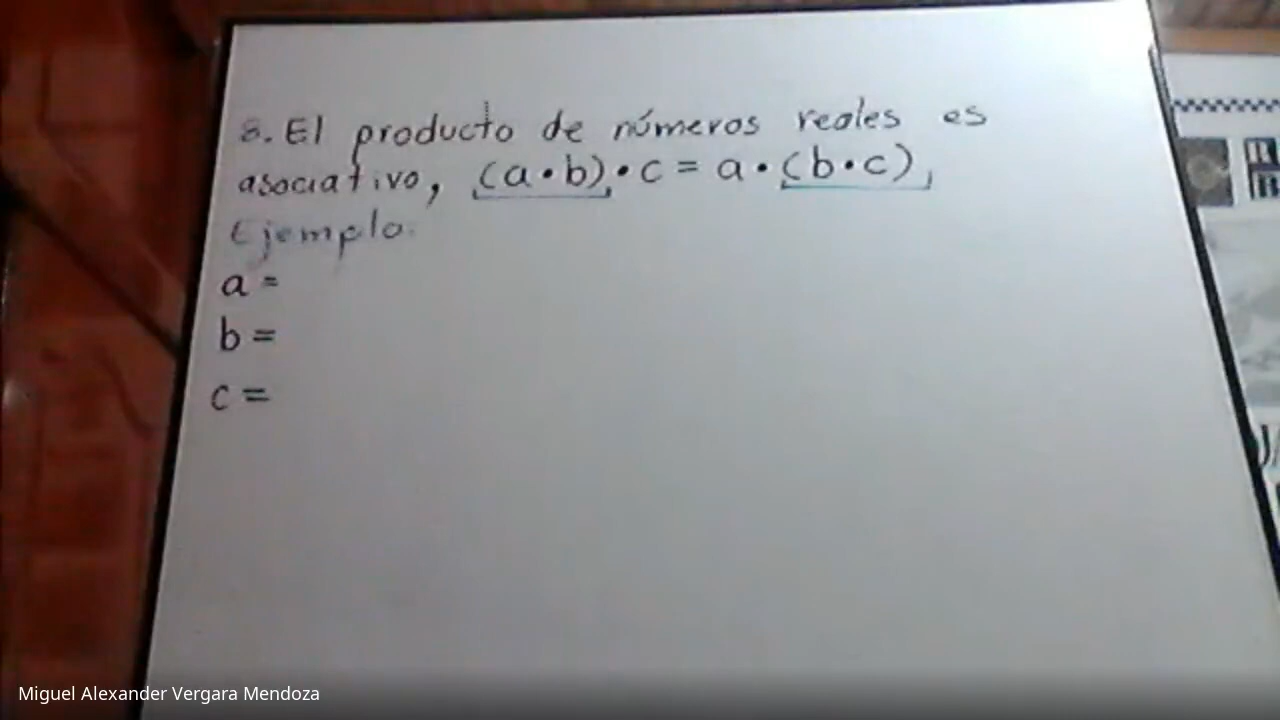 8. El producto de números reales es
asociativo, (a•b)•c = a•(b•c),
Ejemplo.
a =
b =
c =
Miguel Alexander Vergara Mendoza